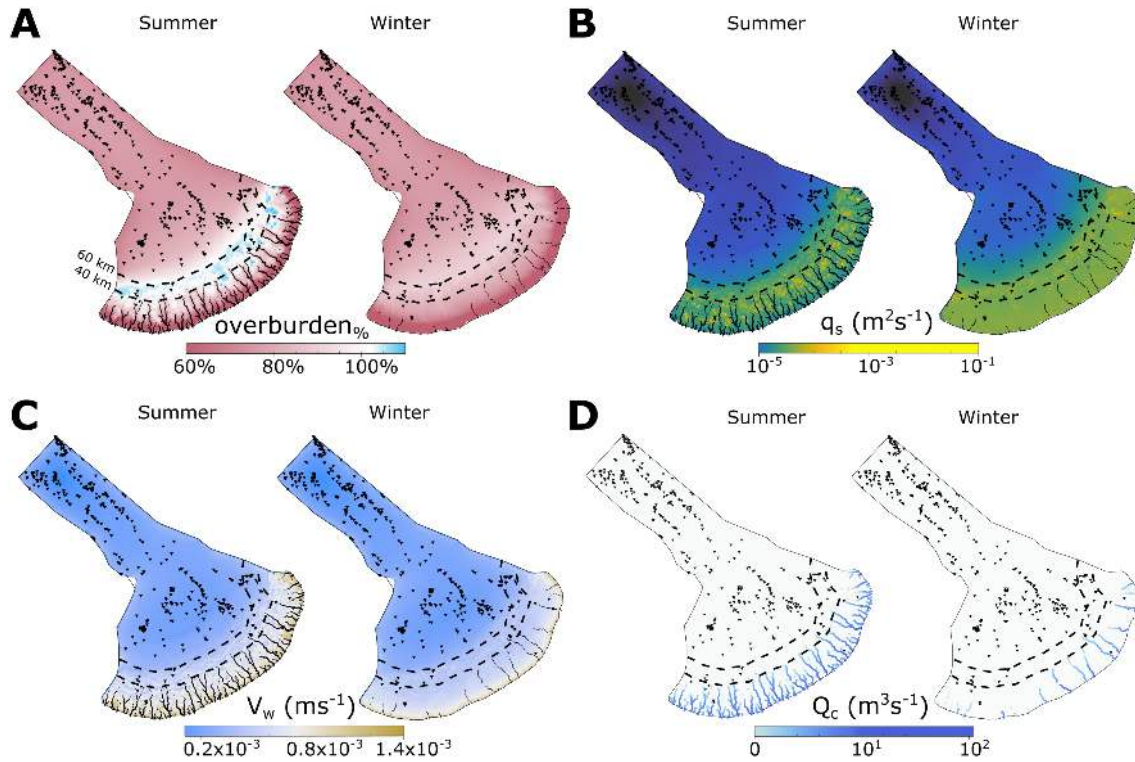 A
Summer
Winter
60 km
40 km
overburden%
60%
80%
100%
B
Summer
Winter
qs (m²s⁻¹)
10⁻⁵
10⁻³
10⁻¹
C
Summer
Winter
Vw (ms⁻¹)
0.2x10⁻³
0.8x10⁻³
1.4x10⁻³
D
Summer
Winter
Qc (m³s⁻¹)
0
10¹
10²